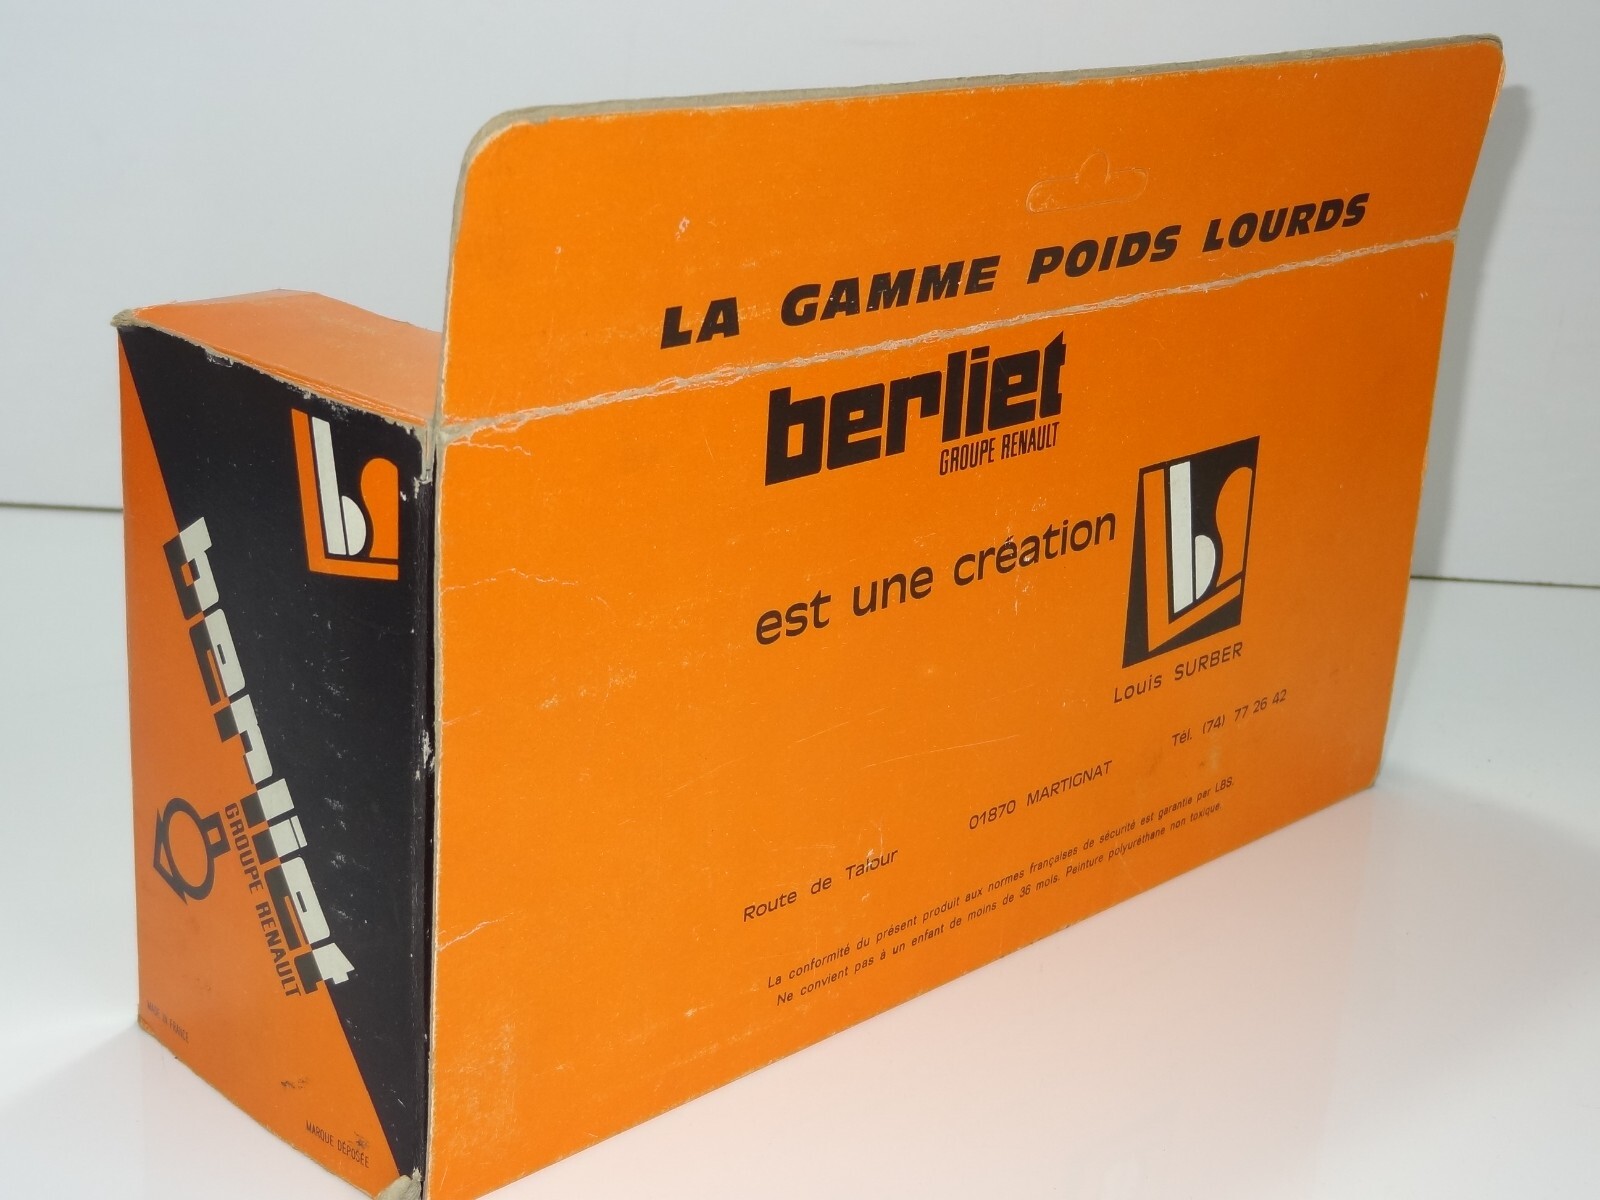 LA GAMME POIDS LOURDS
berliet
GROUPE RENAULT
est une création
Louis SURBER
Route de Talour 01870 MARTIGNAT Tél. (74) 77 26 42
La conformité du présent produit aux normes françaises de sécurité est garantie par LBS.
Ne convient pas à un enfant de moins de 36 mois. Peinture polyuréthane non toxique.
berliet
GROUPE RENAULT
MADE IN FRANCE
MARQUE DÉPOSÉE